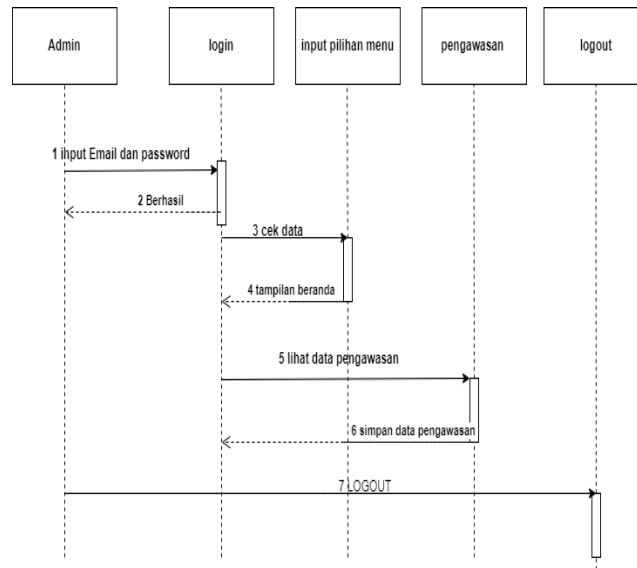 Admin
login
input pilihan menu
pengawasan
logout
1 input Email dan password
2 Berhasil
3 cek data
4 tampilan beranda
5 lihat data pengawasan
6 simpan data pengawasan
7 LOGOUT